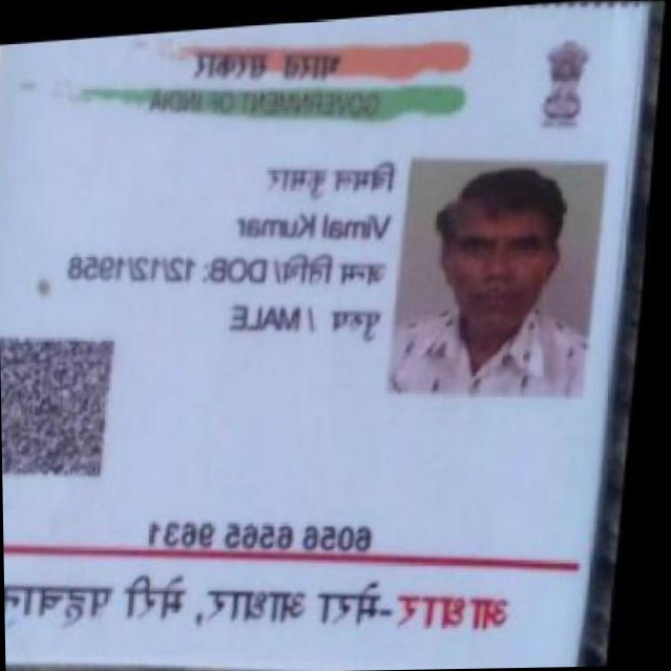 भारत सरकार
GOVERNMENT OF INDIA
विमल कुमार
Vimal Kumar
जन्म तिथि/ DOB: 12/12/1958
पुरुष / MALE
6056 6565 9631
आधार-मेरा आधार, मेरी पहचान